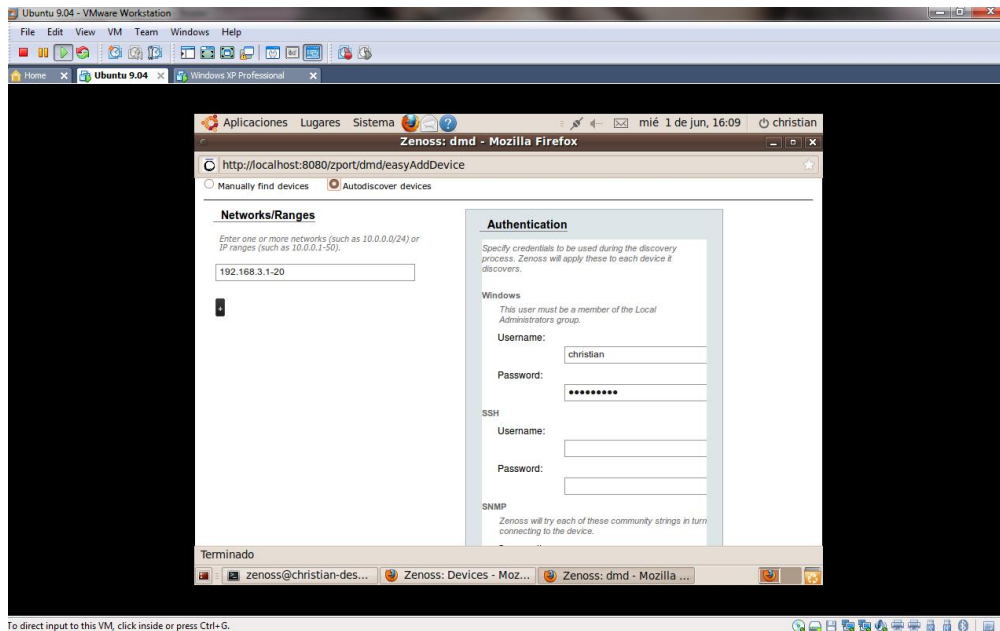 Ubuntu 9.04 - VMware Workstation
File Edit View VM Team Windows Help
Home Ubuntu 9.04 Windows XP Professional
Aplicaciones Lugares Sistema mié 1 de jun, 16:09 christian
Zenoss: dmd - Mozilla Firefox
http://localhost:8080/zport/dmd/easyAddDevice
Manually find devices Autodiscover devices
Networks/Ranges
Enter one or more networks (such as 10.0.0.0/24) or
IP ranges (such as 10.0.0.1-50).
192.168.3.1-20
+
Authentication
Specify credentials to be used during the discovery
process. Zenoss will apply these to each device it
discovers.
Windows
This user must be a member of the Local
Administrators group.
Username:
christian
Password:
•••••••••
SSH
Username:
Password:
SNMP
Zenoss will try each of these community strings in turn
connecting to the device.
Terminado
zenoss@christian-des... Zenoss: Devices - Moz... Zenoss: dmd - Mozilla ...
To direct input to this VM, click inside or press Ctrl+G.